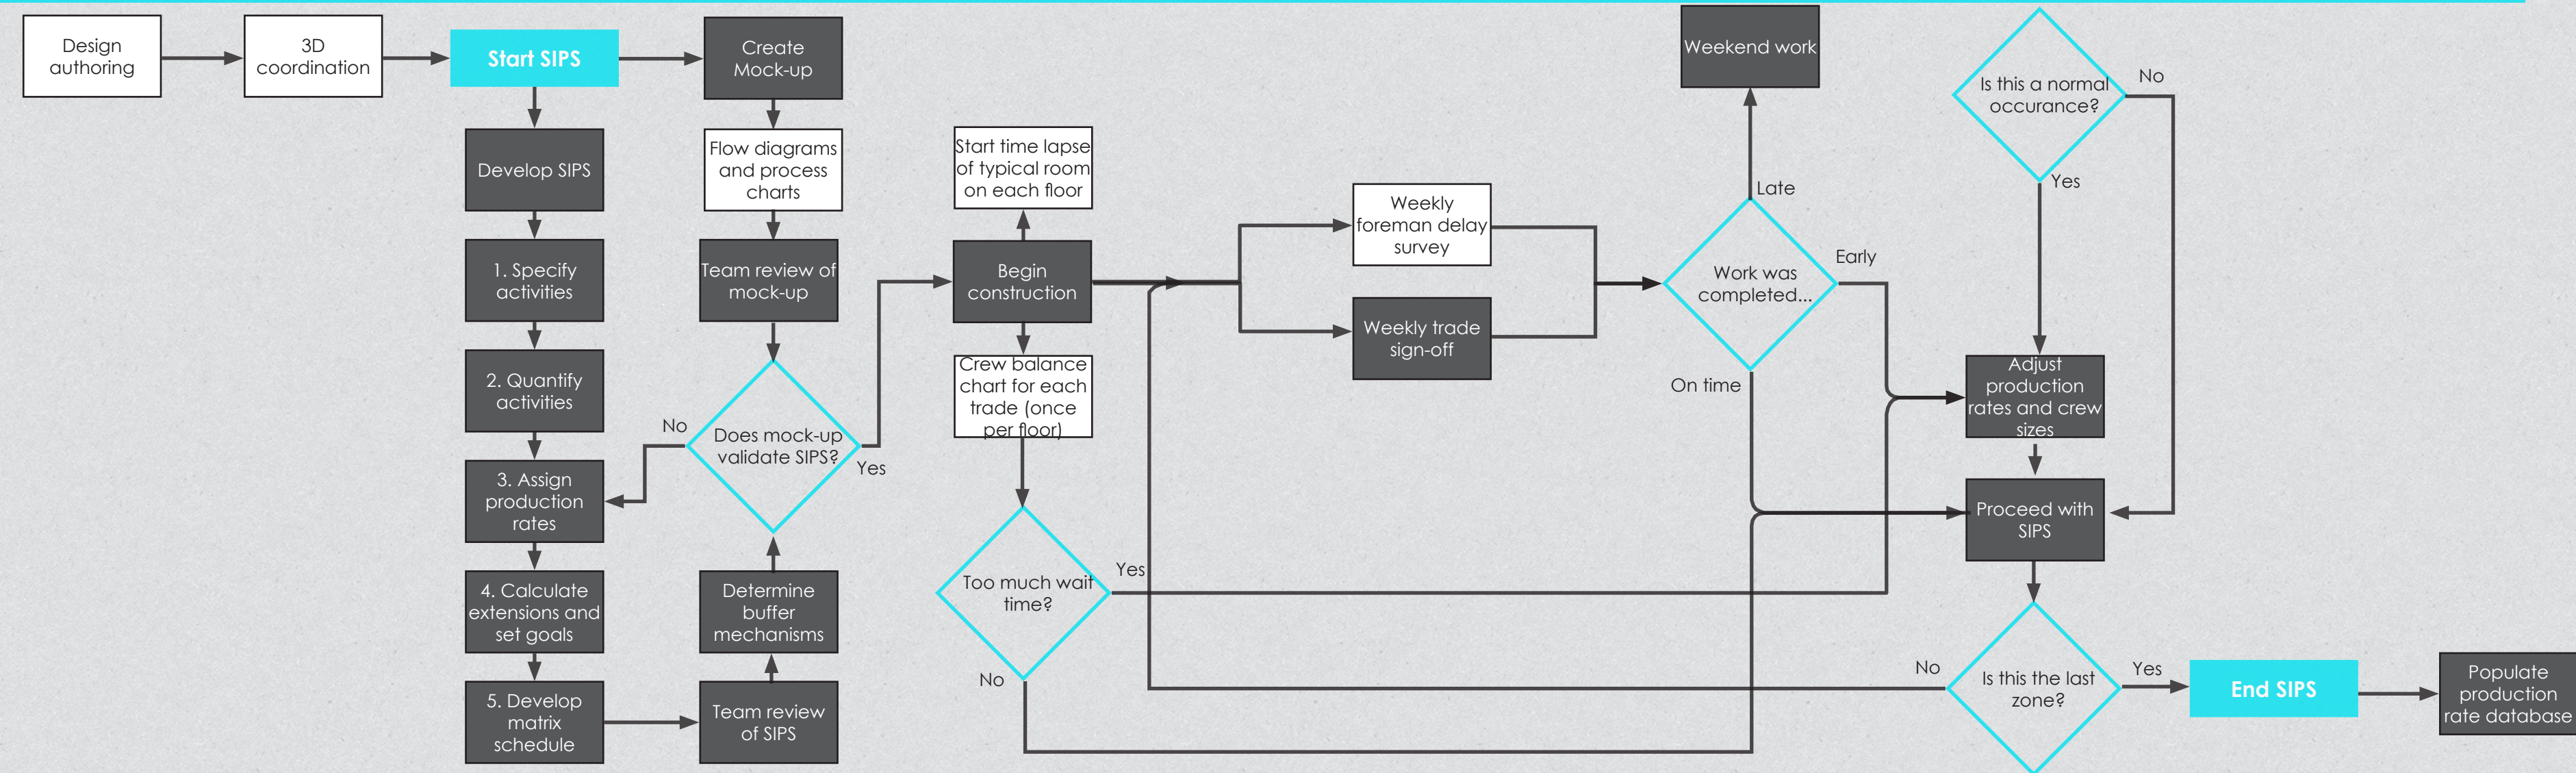 Design
authoring
3D
coordination
Start SIPS
Create
Mock-up
Develop SIPS
1. Specify
activities
2. Quantify
activities
3. Assign
production
rates
4. Calculate
extensions and
set goals
5. Develop
matrix
schedule
Flow diagrams
and process
charts
Team review of
mock-up
No
Does mock-up
validate SIPS?
Yes
Determine
buffer
mechanisms
Team review
of SIPS
Start time lapse
of typical room
on each floor
Begin
construction
Crew balance
chart for each
trade (once
per floor)
Too much wait
time?
Yes
No
Weekly
foreman delay
survey
Weekly trade
sign-off
Weekend work
Late
Work was
completed...
Early
On time
Is this a normal
occurance?
No
Yes
Adjust
production
rates and crew
sizes
Proceed with
SIPS
No
Is this the last
zone?
Yes
End SIPS
Populate
production
rate database